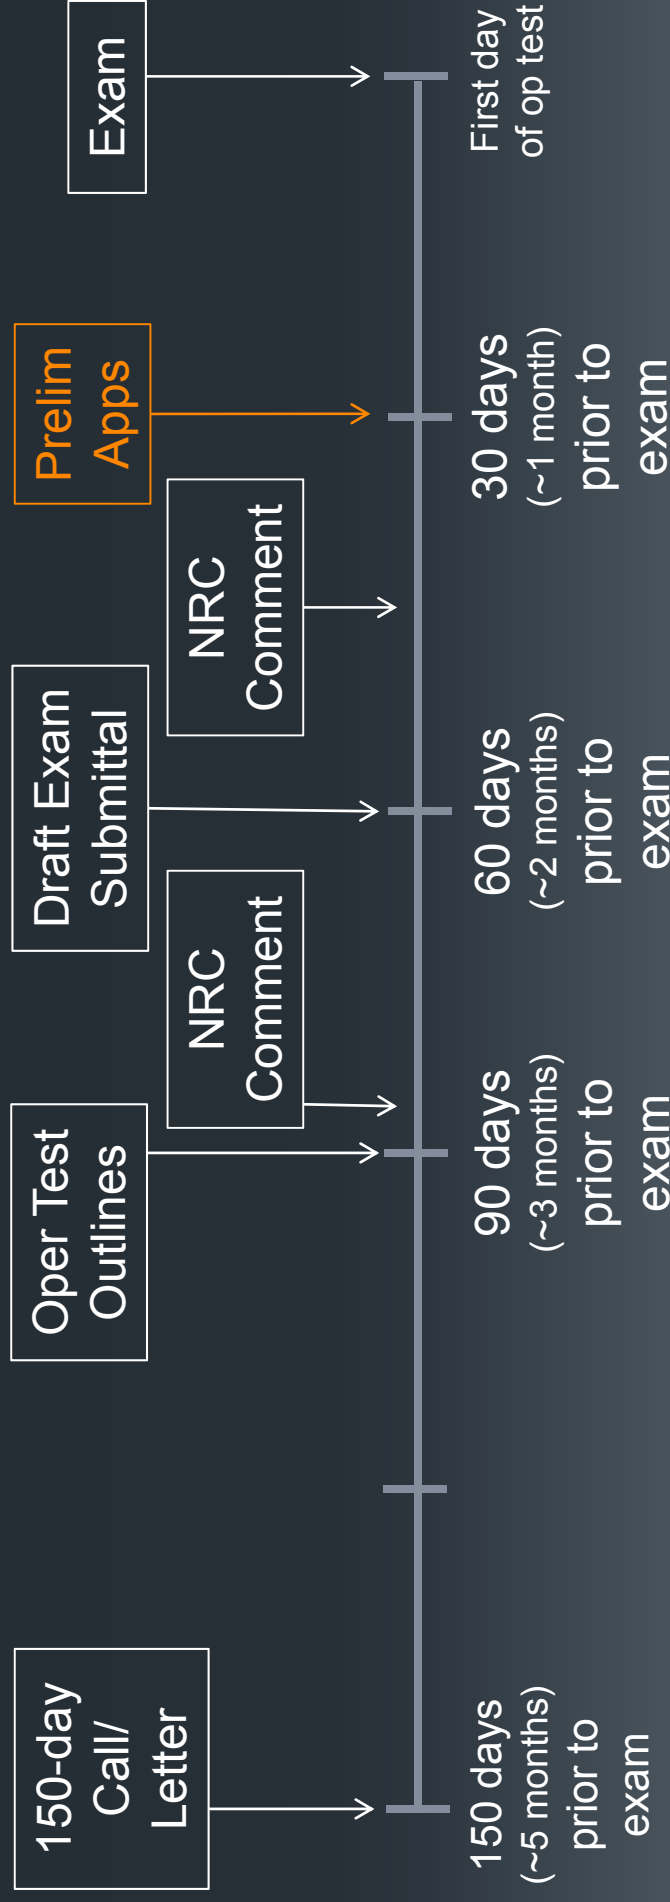 150-day
Call/
Letter
Oper Test
Outlines
NRC
Comment
Draft Exam
Submittal
NRC
Comment
Prelim
Apps
Exam
150 days
(~5 months)
prior to
exam
90 days
(~3 months)
prior to
exam
60 days
(~2 months)
prior to
exam
30 days
(~1 month)
prior to
exam
First day
of op test